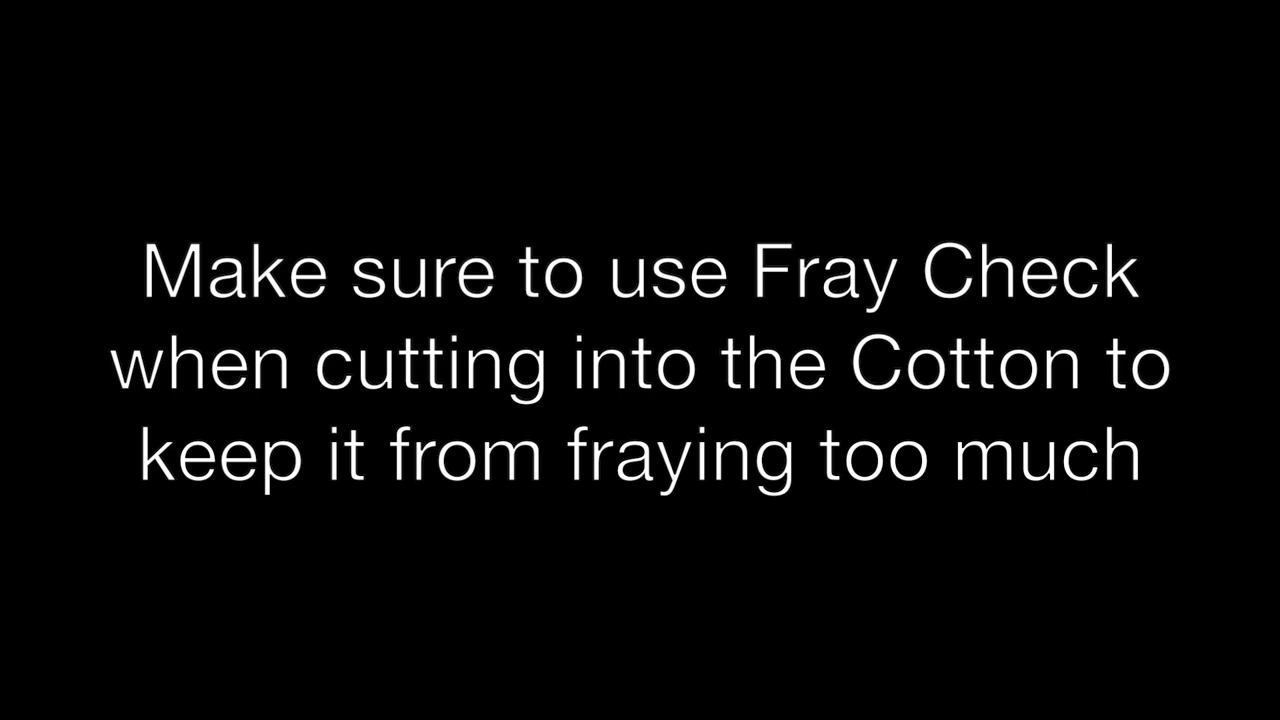 Make sure to use Fray Check
when cutting into the Cotton to
keep it from fraying too much